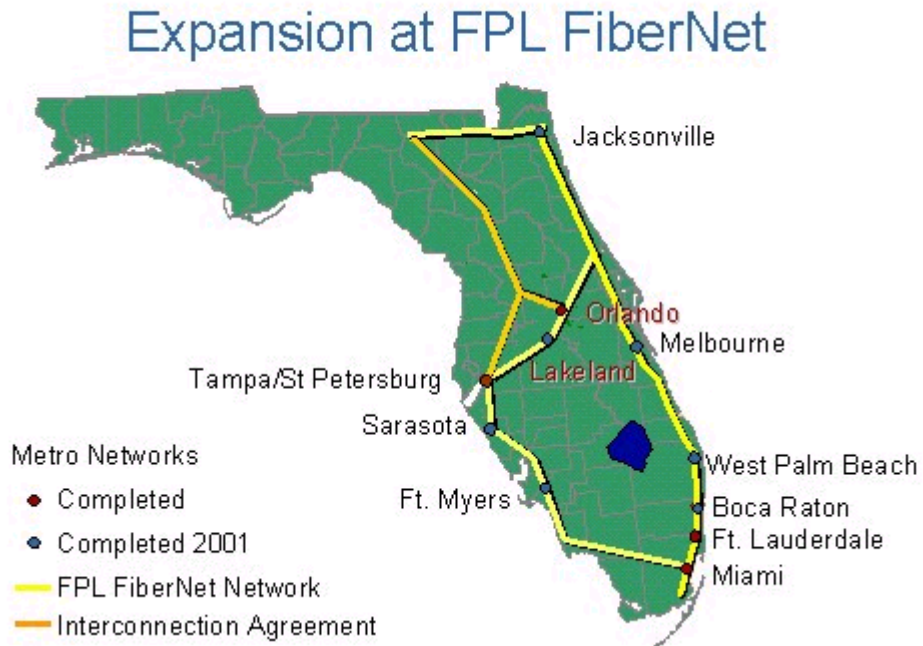 Expansion at FPL FiberNet
Jacksonville
Orlando
Melbourne
Lakeland
Tampa/St Petersburg
Sarasota
Metro Networks
West Palm Beach
Completed
Ft. Myers
Boca Raton
Completed 2001
Ft. Lauderdale
FPL FiberNet Network
Miami
Interconnection Agreement